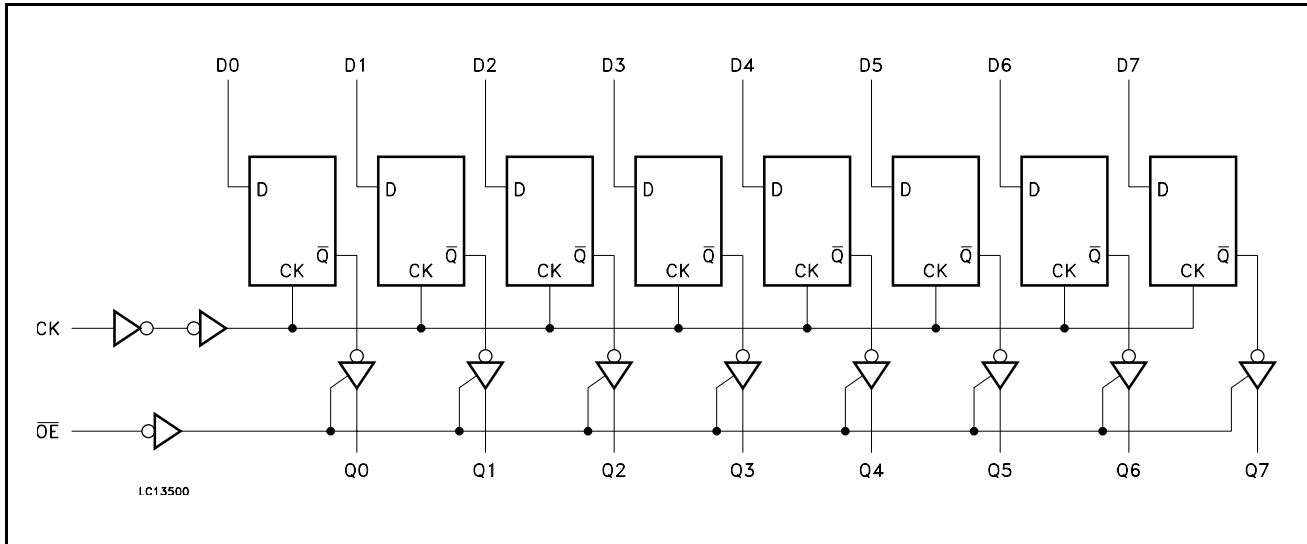 D0 D1 D2 D3 D4 D5 D6 D7
D D D D D D D D
Q̅ Q̅ Q̅ Q̅ Q̅ Q̅ Q̅ Q̅
CK CK CK CK CK CK CK CK
CK
O̅E̅
Q0 Q1 Q2 Q3 Q4 Q5 Q6 Q7
LC13500